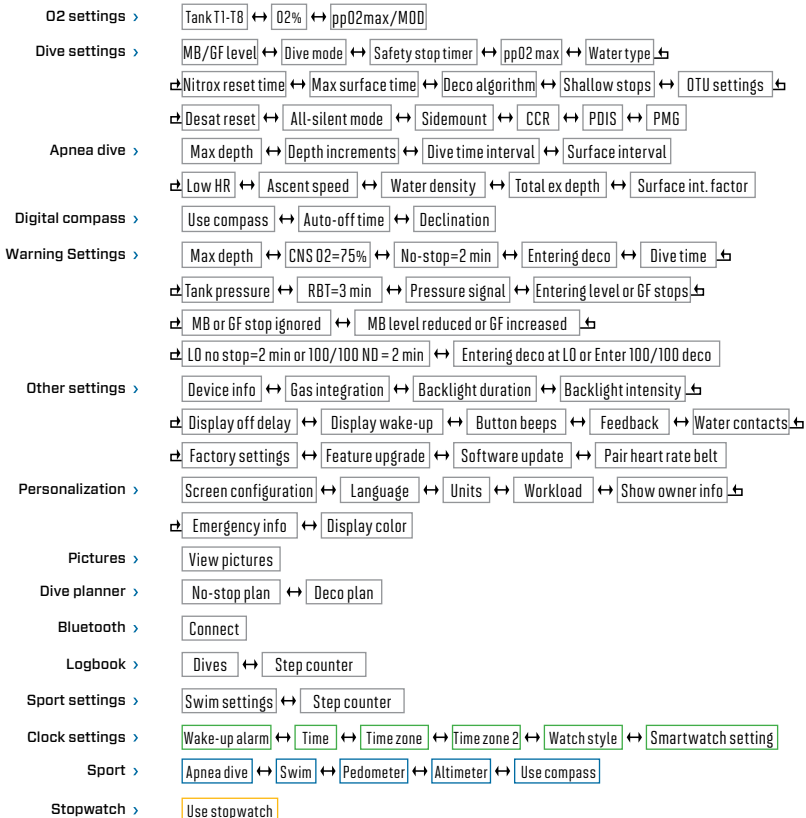 O2 settings › Tank T1-T8 ↔ O2% ↔ ppO2max/MOD
Dive settings › MB/GF level ↔ Dive mode ↔ Safety stop timer ↔ ppO2 max ↔ Water type
Nitrox reset time ↔ Max surface time ↔ Deco algorithm ↔ Shallow stops ↔ OTU settings
Desat reset ↔ All-silent mode ↔ Sidemount ↔ CCR ↔ PDIS ↔ PMG
Apnea dive › Max depth ↔ Depth increments ↔ Dive time interval ↔ Surface interval
Low HR ↔ Ascent speed ↔ Water density ↔ Total ex depth ↔ Surface int. factor
Digital compass › Use compass ↔ Auto-off time ↔ Declination
Warning Settings › Max depth ↔ CNS O2=75% ↔ No-stop=2 min ↔ Entering deco ↔ Dive time
Tank pressure ↔ RBT=3 min ↔ Pressure signal ↔ Entering level or GF stops
MB or GF stop ignored ↔ MB level reduced or GF increased
L0 no stop=2 min or 100/100 ND = 2 min ↔ Entering deco at L0 or Enter 100/100 deco
Other settings › Device info ↔ Gas integration ↔ Backlight duration ↔ Backlight intensity
Display off delay ↔ Display wake-up ↔ Button beeps ↔ Feedback ↔ Water contacts
Factory settings ↔ Feature upgrade ↔ Software update ↔ Pair heart rate belt
Personalization › Screen configuration ↔ Language ↔ Units ↔ Workload ↔ Show owner info
Emergency info ↔ Display color
Pictures › View pictures
Dive planner › No-stop plan ↔ Deco plan
Bluetooth › Connect
Logbook › Dives ↔ Step counter
Sport settings › Swim settings ↔ Step counter
Clock settings › Wake-up alarm ↔ Time ↔ Time zone ↔ Time zone 2 ↔ Watch style ↔ Smartwatch setting
Sport › Apnea dive ↔ Swim ↔ Pedometer ↔ Altimeter ↔ Use compass
Stopwatch › Use stopwatch